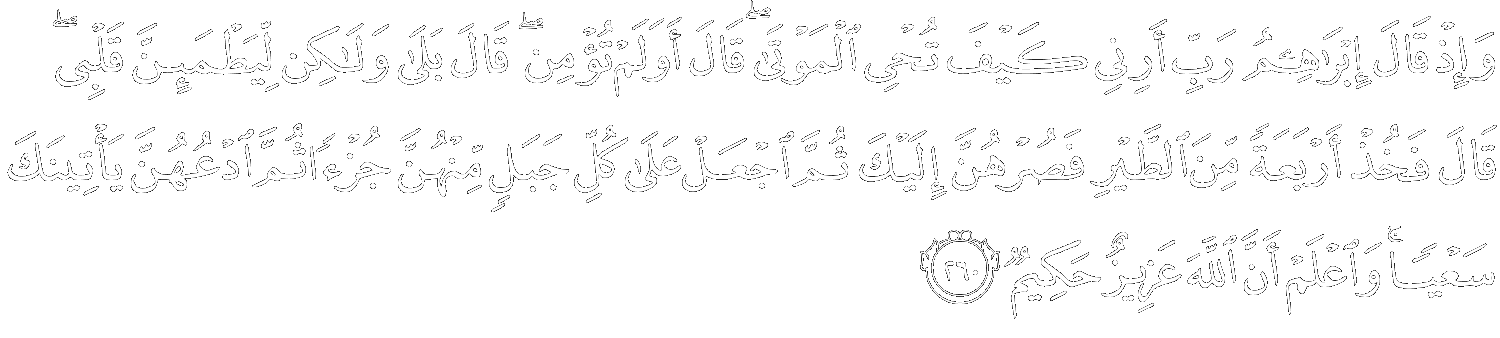 وَإِذْ قَالَ إِبْرَٰهِـۧمُ رَبِّ أَرِنِي كَيْفَ تُحْيِ ٱلْمَوْتَىٰ ۖ قَالَ أَوَلَمْ تُؤْمِن ۖ قَالَ بَلَىٰ وَلَٰكِن لِّيَطْمَئِنَّ قَلْبِي ۖ
قَالَ فَخُذْ أَرْبَعَةً مِّنَ ٱلطَّيْرِ فَصُرْهُنَّ إِلَيْكَ ثُمَّ ٱجْعَلْ عَلَىٰ كُلِّ جَبَلٍ مِّنْهُنَّ جُزْءًا ثُمَّ ٱدْعُهُنَّ يَأْتِينَكَ
سَعْيًا ۚ وَٱعْلَمْ أَنَّ ٱللَّهَ عَزِيزٌ حَكِيمٌ ٢٦٠